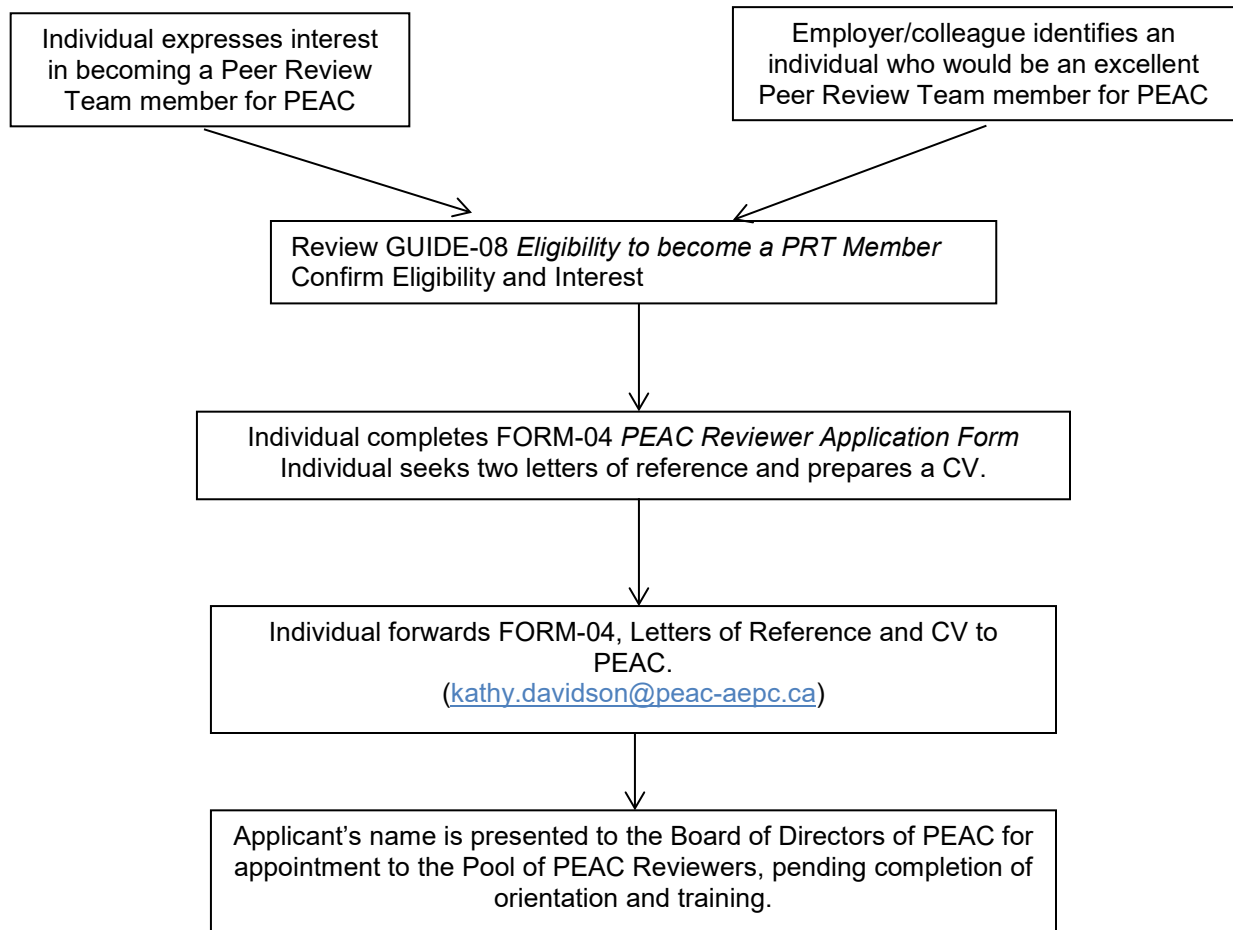 Individual expresses interest
in becoming a Peer Review
Team member for PEAC
Employer/colleague identifies an
individual who would be an excellent
Peer Review Team member for PEAC
Review GUIDE-08 Eligibility to become a PRT Member
Confirm Eligibility and Interest
Individual completes FORM-04 PEAC Reviewer Application Form
Individual seeks two letters of reference and prepares a CV.
Individual forwards FORM-04, Letters of Reference and CV to
PEAC.
(kathy.davidson@peac-aepc.ca)
Applicant’s name is presented to the Board of Directors of PEAC for
appointment to the Pool of PEAC Reviewers, pending completion of
orientation and training.